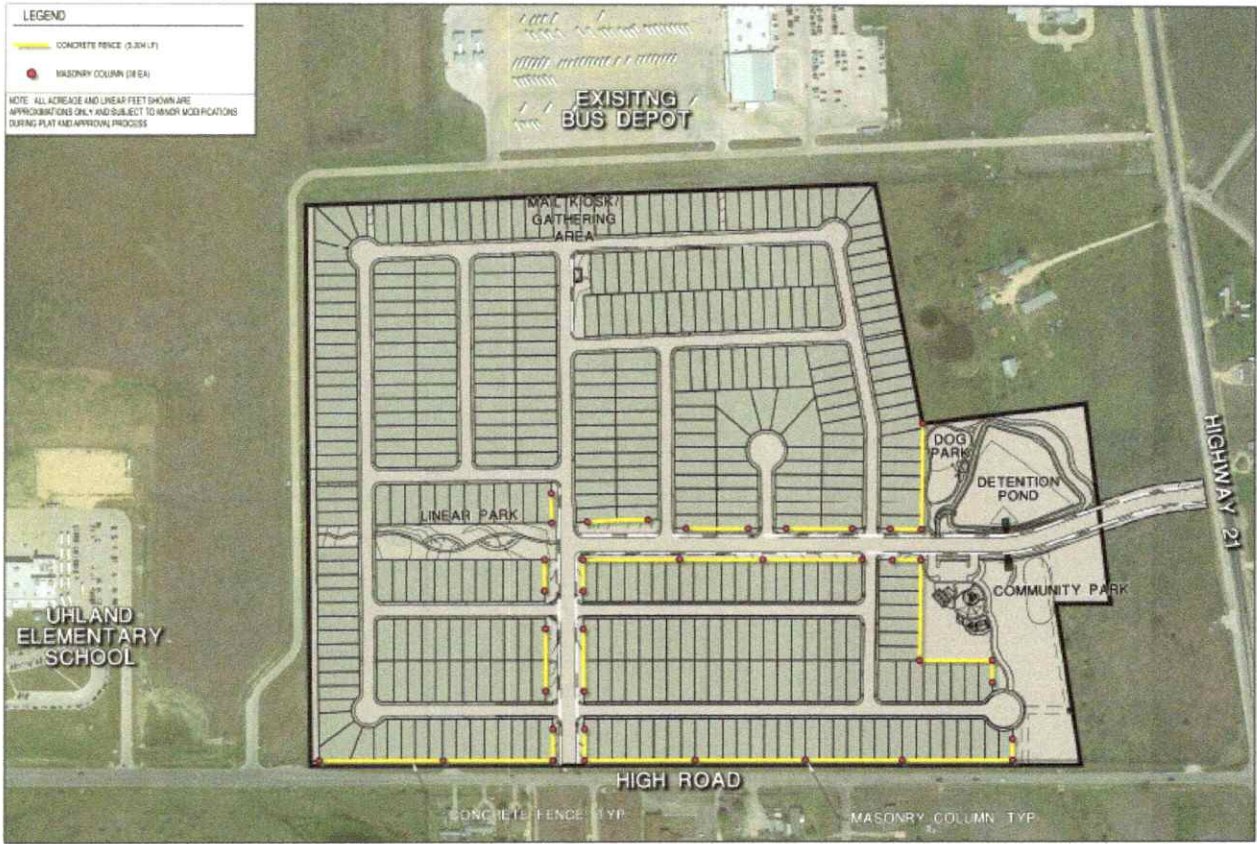 LEGEND
CONCRETE FENCE (5,204 LF)
MASONRY COLUMN (38 EA)
NOTE: ALL ACREAGE AND LINEAR FEET SHOWN ARE
APPROXIMATIONS ONLY AND SUBJECT TO MINOR MODIFICATIONS
DURING PLAT AND APPROVAL PROCESS
EXISITNG
BUS DEPOT
MAIL KIOSK/
GATHERING
AREA
HIGHWAY 21
DOG
PARK
DETENTION
POND
LINEAR PARK
COMMUNITY PARK
UHLAND
ELEMENTARY
SCHOOL
HIGH ROAD
CONCRETE FENCE TYP
MASONRY COLUMN TYP